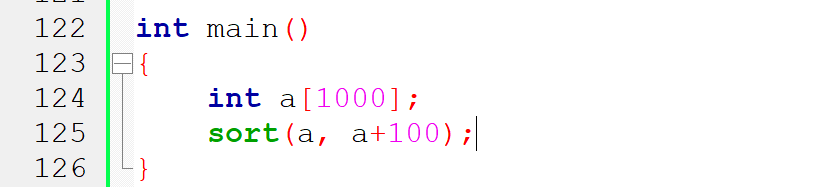 122 int main()
123 {
124 int a[1000];
125 sort(a, a+100);
126 }